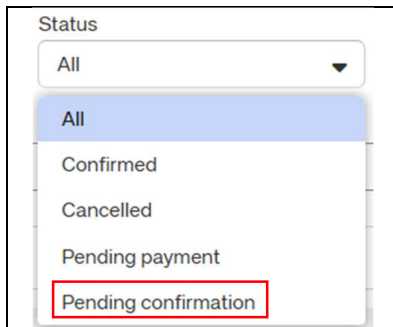 Status
All
All
Confirmed
Cancelled
Pending payment
Pending confirmation